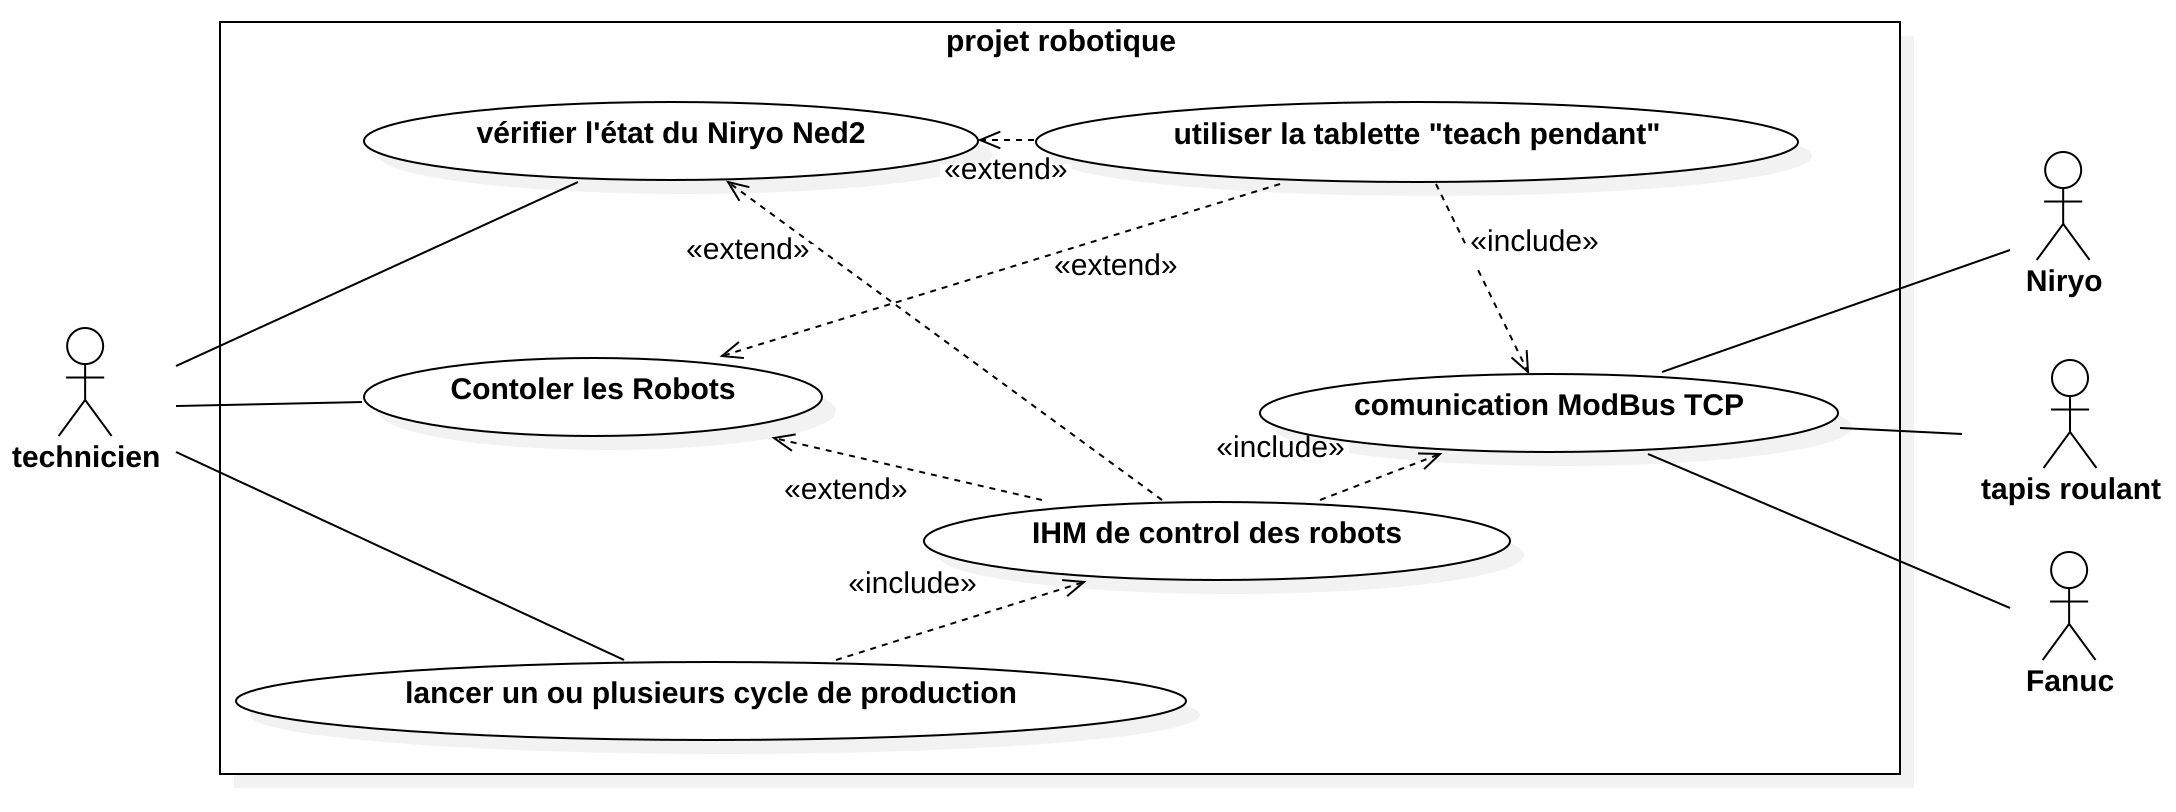 projet robotique
vérifier l'état du Niryo Ned2
utiliser la tablette "teach pendant"
«extend»
«extend»
«extend»
«include»
Niryo
technicien
Contoler les Robots
comunication ModBus TCP
«include»
tapis roulant
«extend»
IHM de control des robots
«include»
lancer un ou plusieurs cycle de production
Fanuc